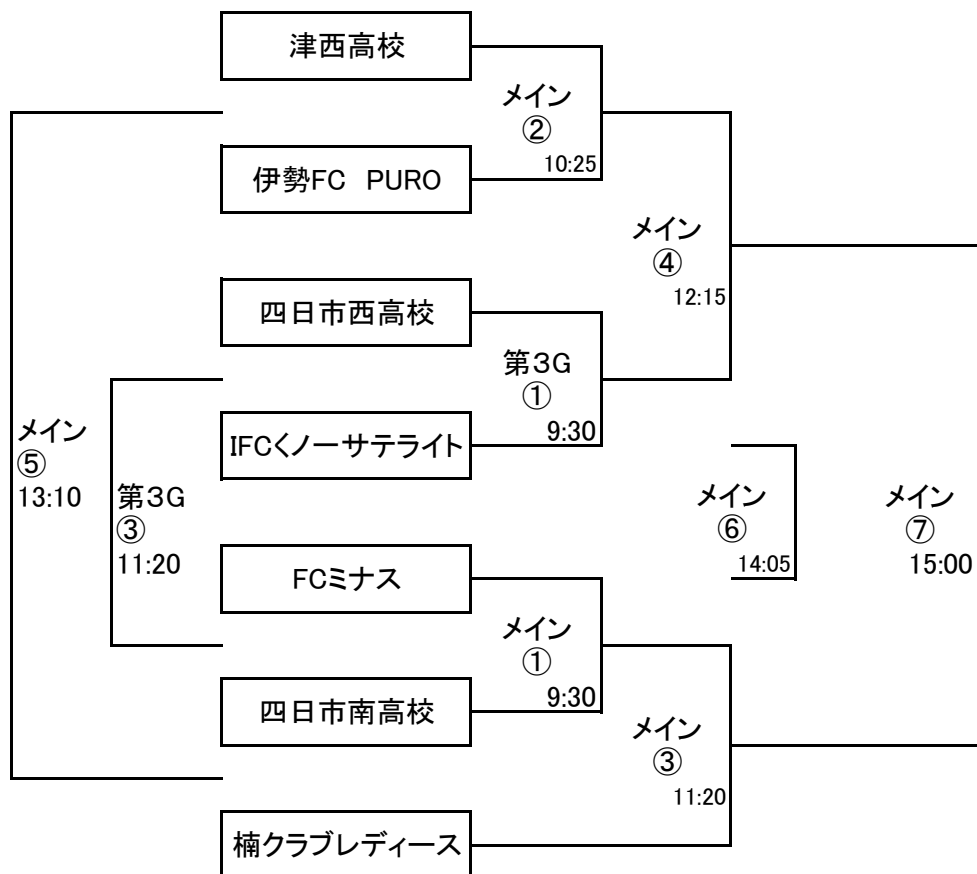 津西高校
メイン
②
10:25
伊勢FC　PURO
メイン
④
12:15
四日市西高校
第3G
①
9:30
IFCくノーサテライト
メイン
⑤
13:10
第3G
③
11:20
メイン
⑥
14:05
メイン
⑦
15:00
FCミナス
メイン
①
9:30
四日市南高校
メイン
③
11:20
楠クラブレディース